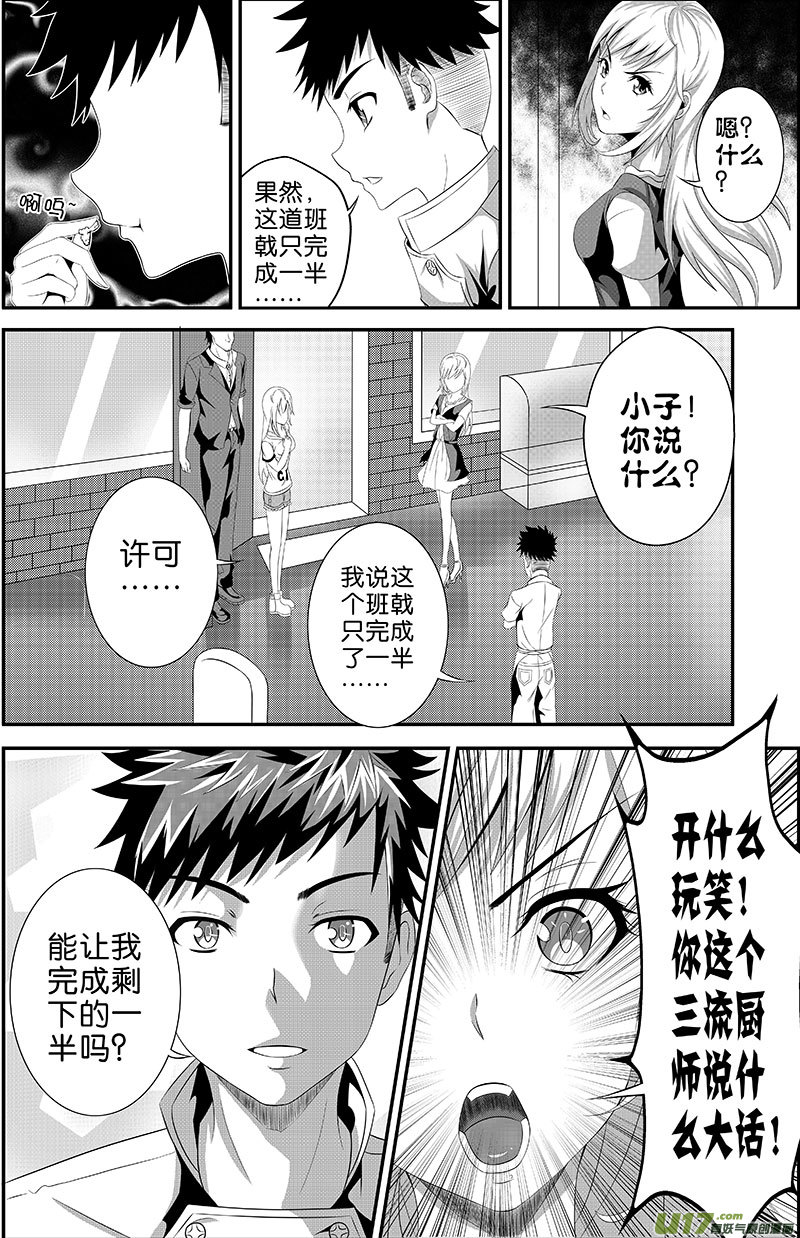 啊呜~
果然，
这道班
戟只完
成一半
……
嗯？
什么
？
小子！
你说
什么？
我说这
个班戟
只完成
了一半
……
许可
……
能让我
完成剩
下的一
半吗？
开什么
玩笑！
你这个
三流厨
师说什
么大话！
U17.com
有妖气原创漫画